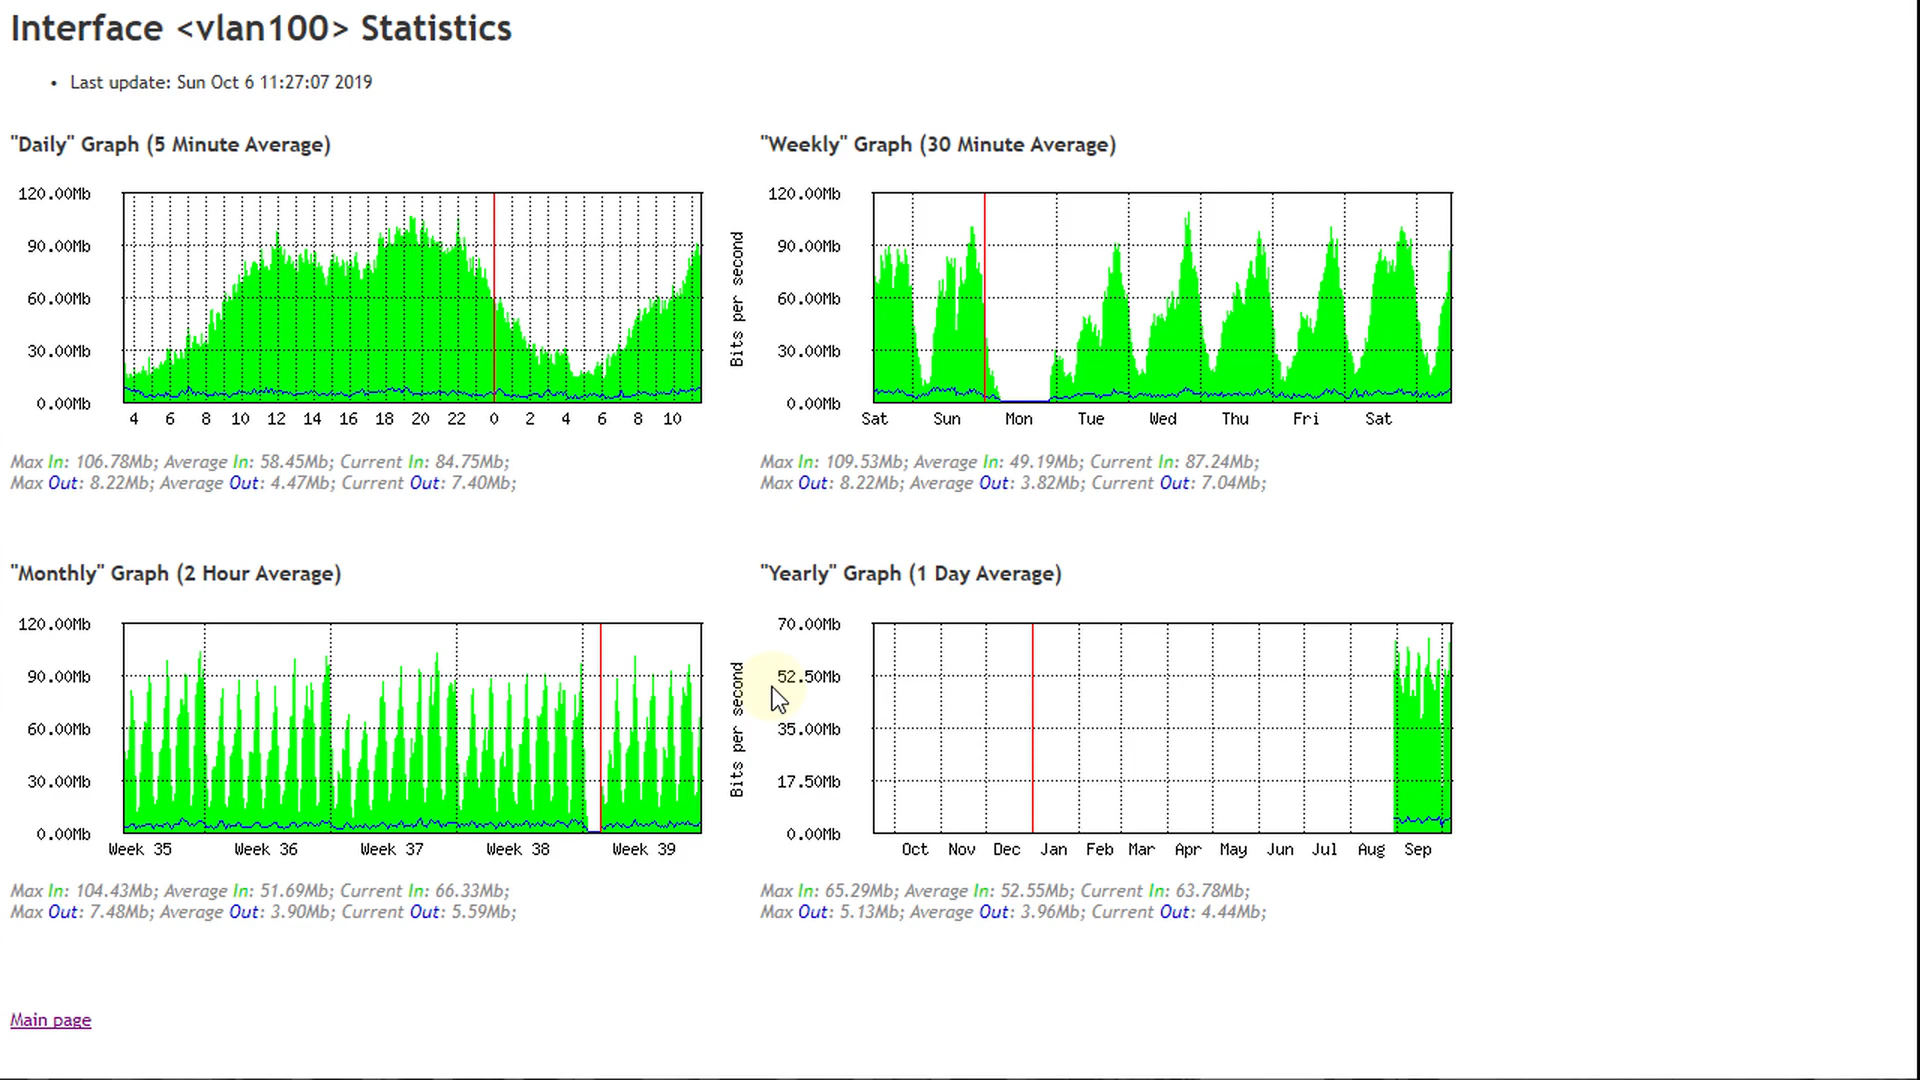 Interface <vlan100> Statistics
• Last update: Sun Oct 6 11:27:07 2019
"Daily" Graph (5 Minute Average)
120.00Mb
90.00Mb
60.00Mb
30.00Mb
0.00Mb
4 6 8 10 12 14 16 18 20 22 0 2 4 6 8 10
Max In: 106.78Mb; Average In: 58.45Mb; Current In: 84.75Mb;
Max Out: 8.22Mb; Average Out: 4.47Mb; Current Out: 7.40Mb;
"Weekly" Graph (30 Minute Average)
Bits per second
120.00Mb
90.00Mb
60.00Mb
30.00Mb
0.00Mb
Sat Sun Mon Tue Wed Thu Fri Sat
Max In: 109.53Mb; Average In: 49.19Mb; Current In: 87.24Mb;
Max Out: 8.22Mb; Average Out: 3.82Mb; Current Out: 7.04Mb;
"Monthly" Graph (2 Hour Average)
120.00Mb
90.00Mb
60.00Mb
30.00Mb
0.00Mb
Week 35 Week 36 Week 37 Week 38 Week 39
Max In: 104.43Mb; Average In: 51.69Mb; Current In: 66.33Mb;
Max Out: 7.48Mb; Average Out: 3.90Mb; Current Out: 5.59Mb;
"Yearly" Graph (1 Day Average)
Bits per second
70.00Mb
52.50Mb
35.00Mb
17.50Mb
0.00Mb
Oct Nov Dec Jan Feb Mar Apr May Jun Jul Aug Sep
Max In: 65.29Mb; Average In: 52.55Mb; Current In: 63.78Mb;
Max Out: 5.13Mb; Average Out: 3.96Mb; Current Out: 4.44Mb;
Main page